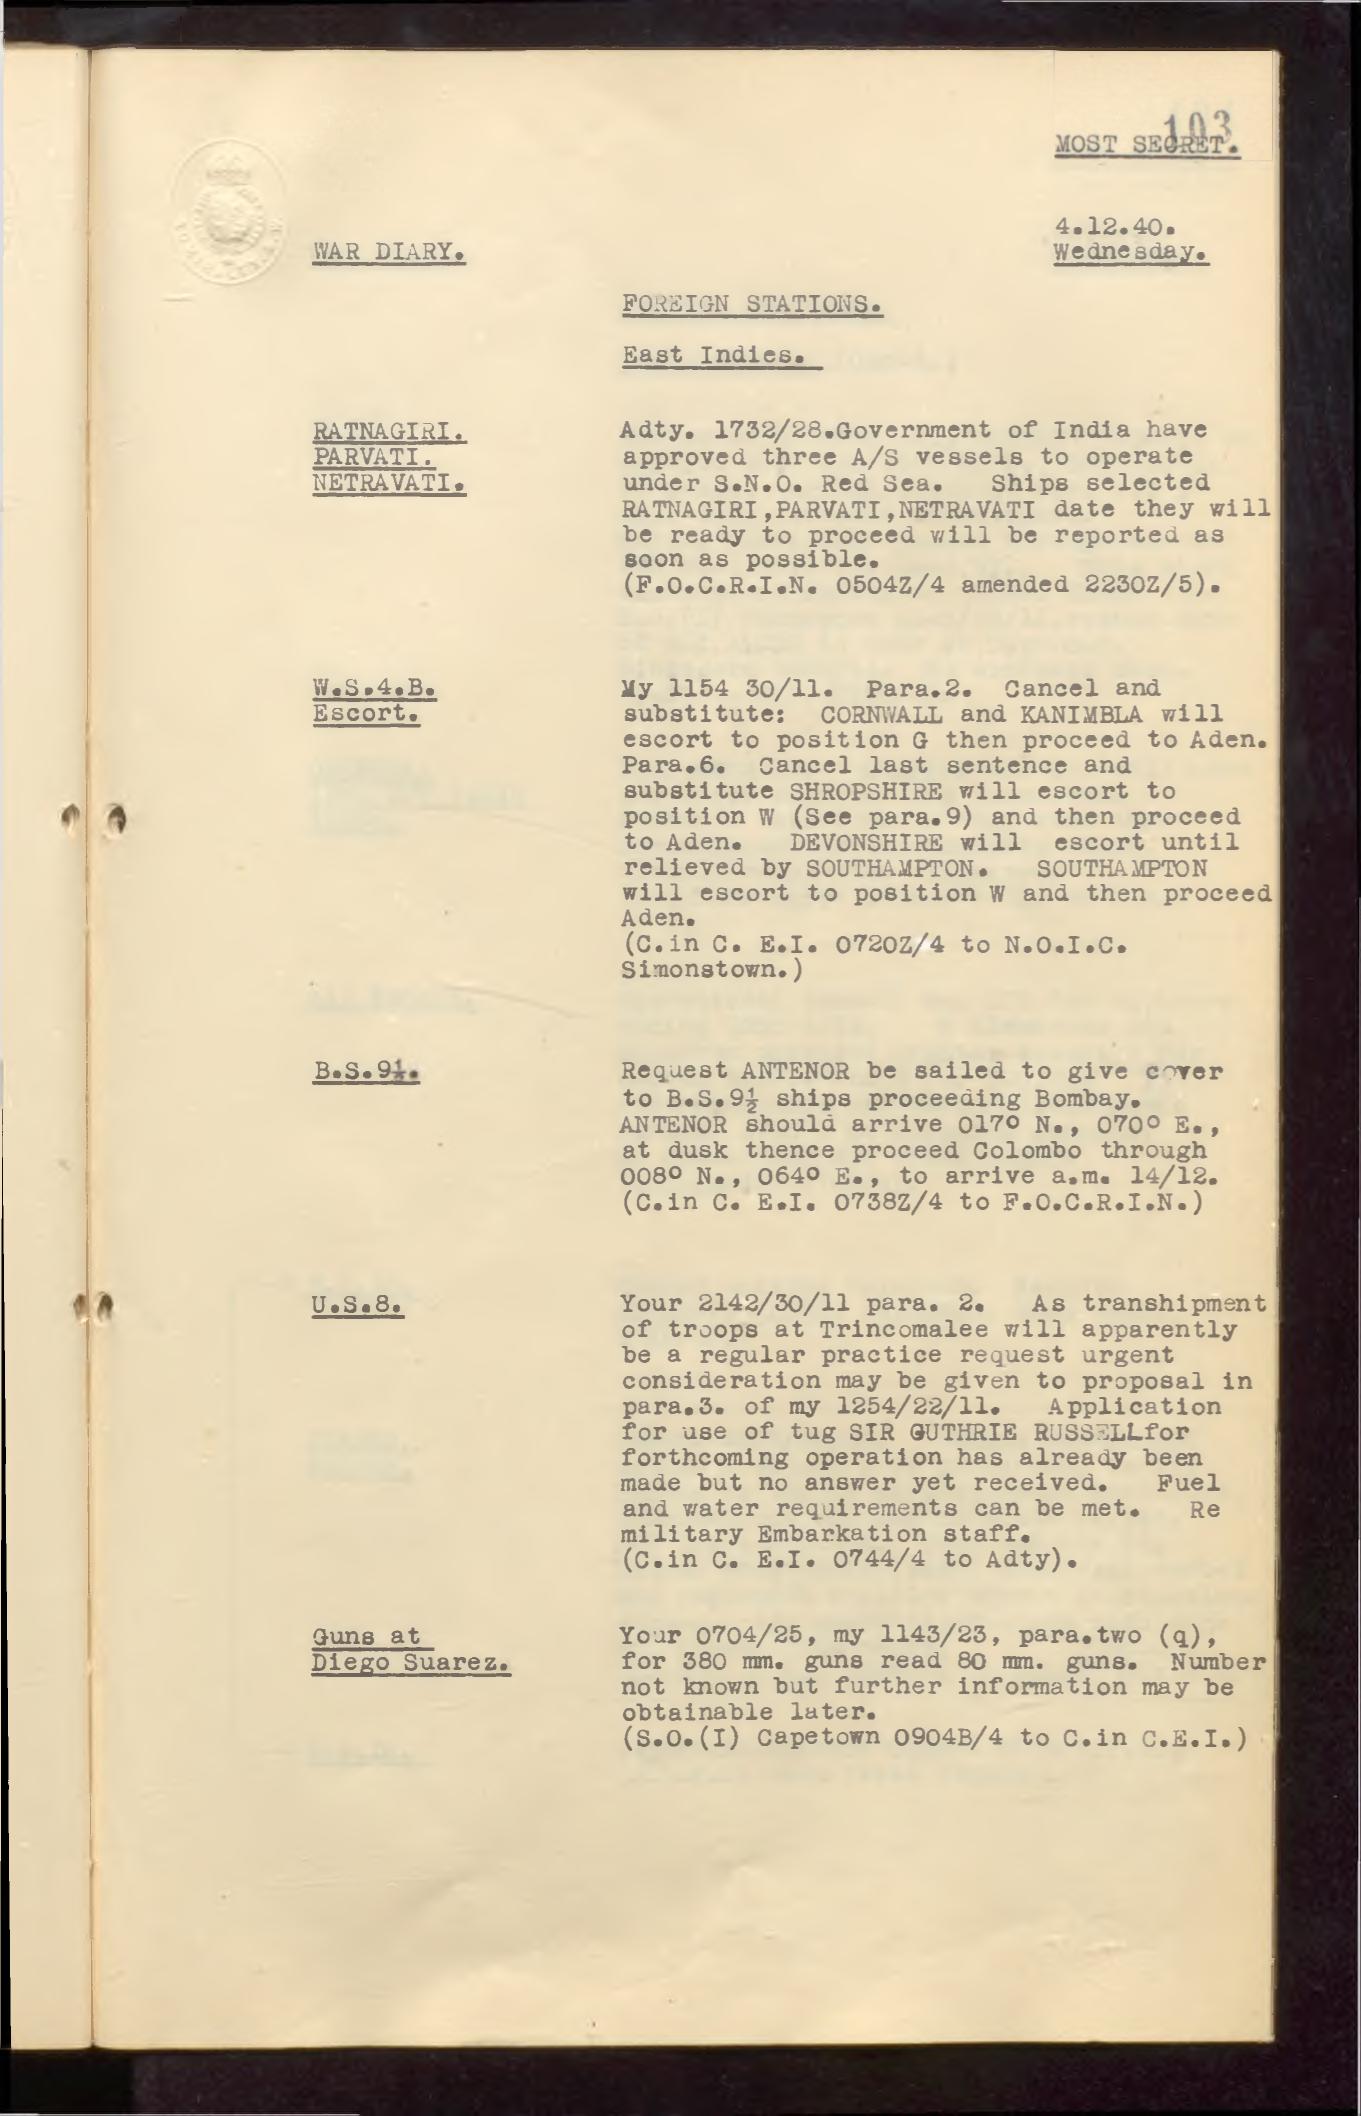 103
MOST SECRET.
4.12.40.
WAR DIARY.
Wednesday.
FOREIGN STATIONS.
East Indies.
RATNAGIRI.
PARVATI.
NETRAVATI.
Adty. 1732/28.Government of India have
approved three A/S vessels to operate
under S.N.O. Red Sea. Ships selected
RATNAGIRI,PARVATI,NETRAVATI date they will
be ready to proceed will be reported as
soon as possible.
(F.O.C.R.I.N. 0504Z/4 amended 2230Z/5).
W.S.4.B.
Escort.
My 1154 30/11. Para.2. Cancel and
substitute: CORNWALL and KANIMBLA will
escort to position G then proceed to Aden.
Para.6. Cancel last sentence and
substitute SHROPSHIRE will escort to
position W (See para.9) and then proceed
to Aden. DEVONSHIRE will escort until
relieved by SOUTHAMPTON. SOUTHAMPTON
will escort to position W and then proceed
Aden.
(C.in C. E.I. 0720Z/4 to N.O.I.C.
Simonstown.)
B.S.9½.
Request ANTENOR be sailed to give cover
to B.S.9½ ships proceeding Bombay.
ANTENOR should arrive 017° N., 070° E.,
at dusk thence proceed Colombo through
008° N., 064° E., to arrive a.m. 14/12.
(C.in C. E.I. 0738Z/4 to F.O.C.R.I.N.)
U.S.8.
Your 2142/30/11 para. 2. As transhipment
of troops at Trincomalee will apparently
be a regular practice request urgent
consideration may be given to proposal in
para.3. of my 1254/22/11. Application
for use of tug SIR GUTHRIE RUSSELLfor
forthcoming operation has already been
made but no answer yet received. Fuel
and water requirements can be met. Re
military Embarkation staff.
(C.in C. E.I. 0744/4 to Adty).
Guns at
Diego Suarez.
Your 0704/25, my 1143/23, para.two (q),
for 380 mm. guns read 80 mm. guns. Number
not known but further information may be
obtainable later.
(S.O.(I) Capetown 0904B/4 to C.in C.E.I.)